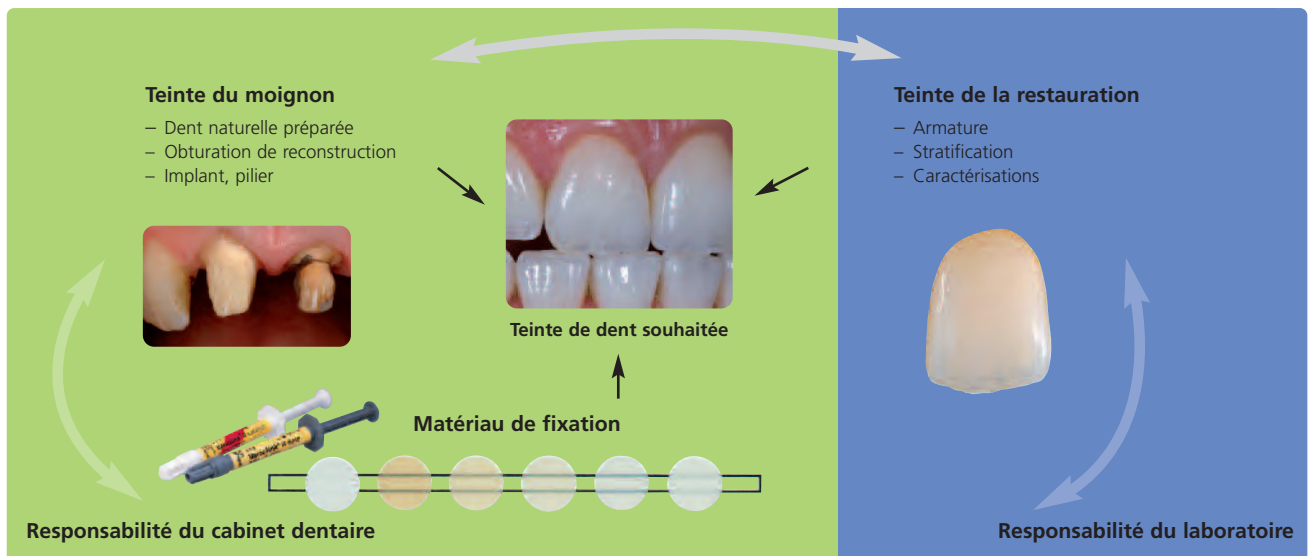 Teinte du moignon
– Dent naturelle préparée
– Obturation de reconstruction
– Implant, pilier
Teinte de la restauration
– Armature
– Stratification
– Caractérisations
Teinte de dent souhaitée
Matériau de fixation
Responsabilité du cabinet dentaire
Responsabilité du laboratoire